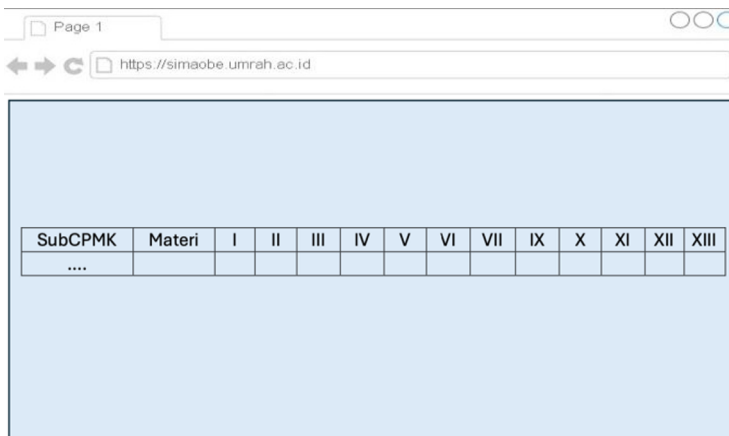 Page 1
https://simaobe.umrah.ac.id
SubCPMK Materi I II III IV V VI VII IX X XI XII XIII
....